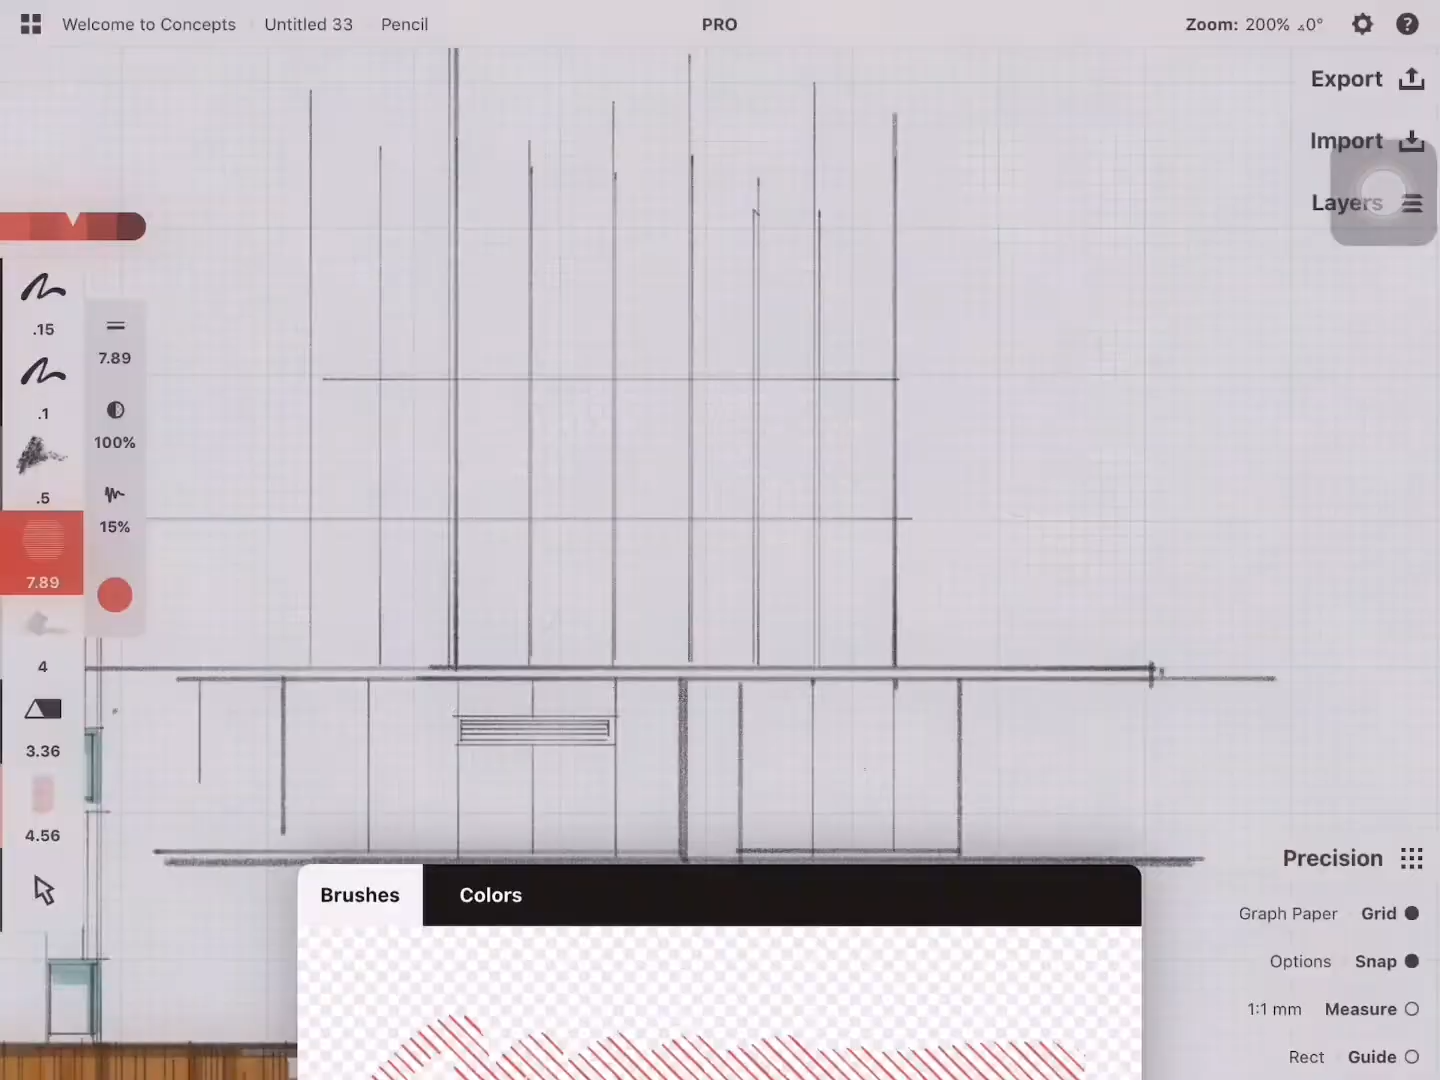 Welcome to Concepts Untitled 33 Pencil PRO Zoom: 200% ⊿0° ?
Export
Import
Layers
.15
7.89
.1
100%
.5
15%
7.89
4
3.36
4.56
Brushes Colors
Precision
Graph Paper Grid
Options Snap
1:1 mm Measure
Rect Guide